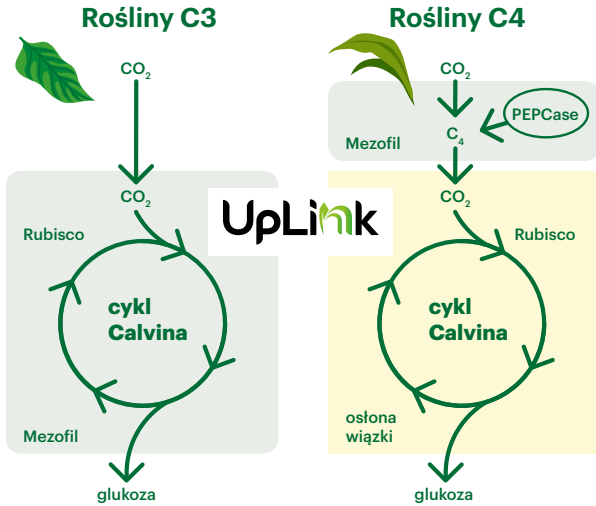 Rośliny C3
CO₂
CO₂
Rubisco
cykl
Calvina
Mezofil
glukoza
UpLink
Rośliny C4
CO₂
PEPCase
C₄
Mezofil
CO₂
Rubisco
cykl
Calvina
osłona
wiązki
glukoza